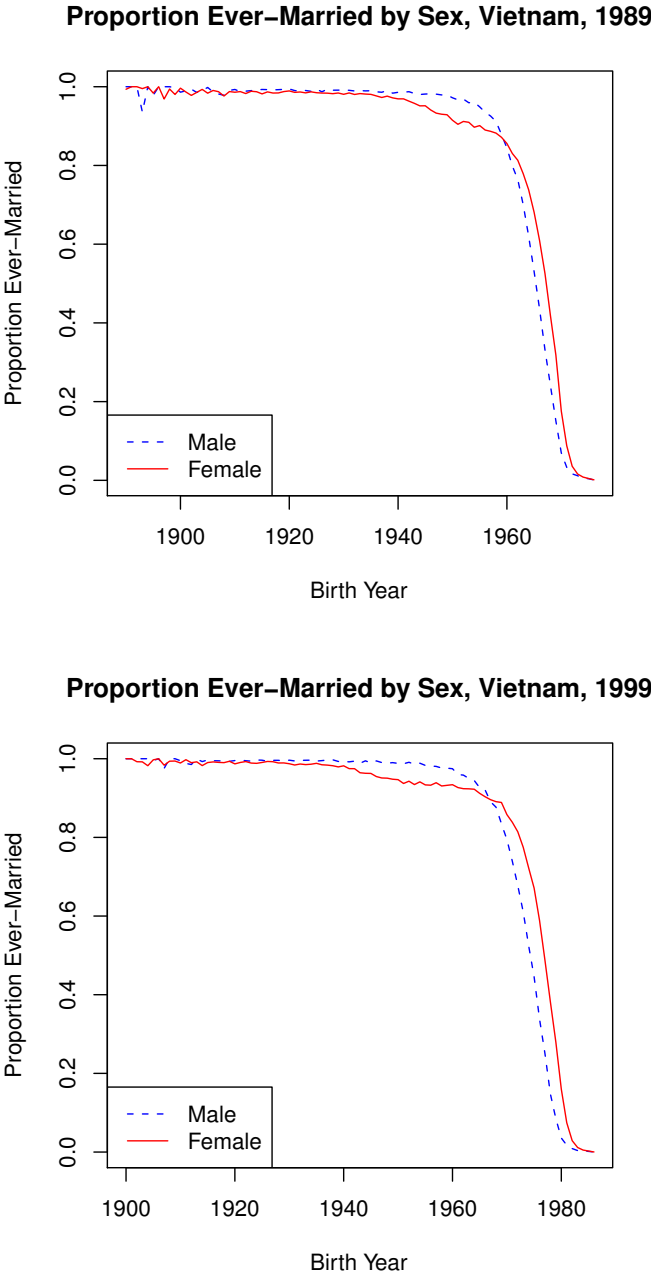 Proportion Ever−Married by Sex, Vietnam, 1989
Proportion Ever−Married
1.0
0.8
0.6
0.4
0.2
0.0
Male
Female
1900 1920 1940 1960
Birth Year
Proportion Ever−Married by Sex, Vietnam, 1999
Proportion Ever−Married
1.0
0.8
0.6
0.4
0.2
0.0
Male
Female
1900 1920 1940 1960 1980
Birth Year